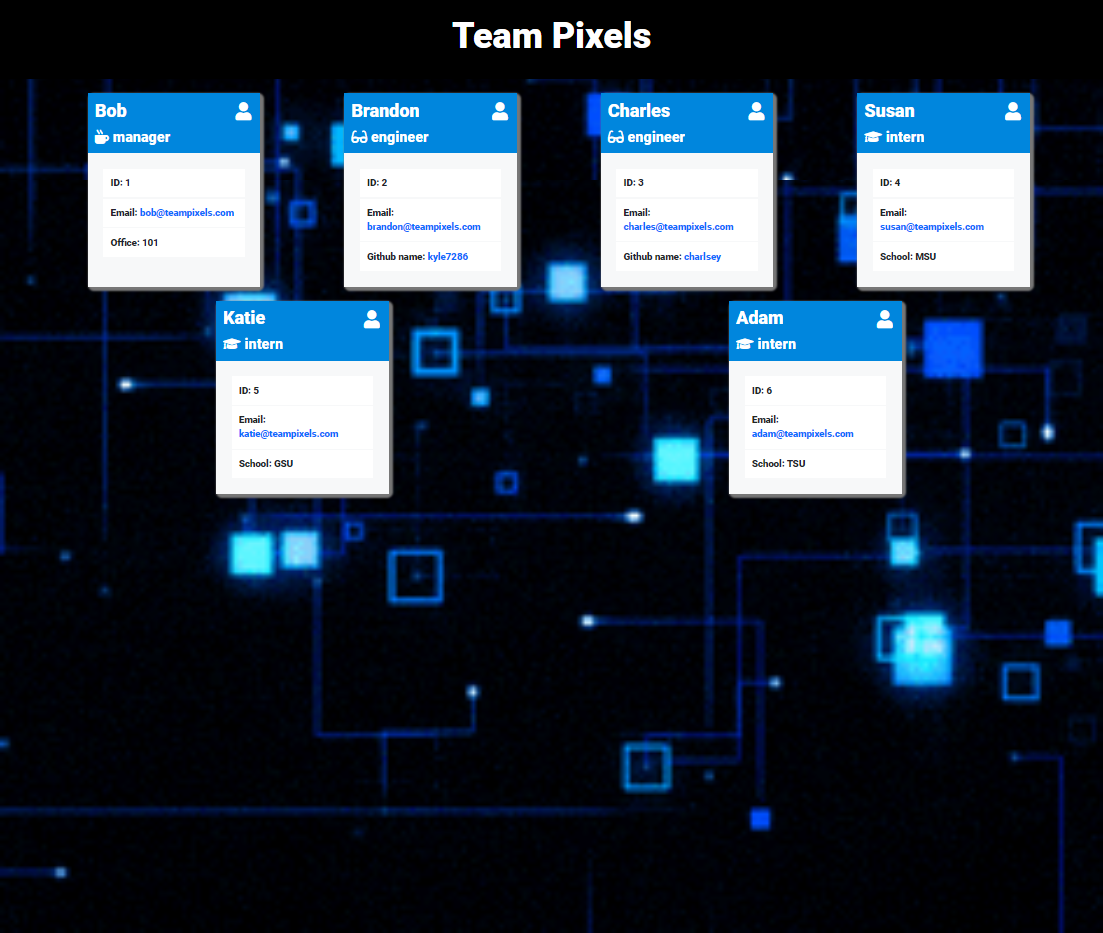 Team Pixels
Bob
manager
ID: 1
Email: bob@teampixels.com
Office: 101
Brandon
engineer
ID: 2
Email:
brandon@teampixels.com
Github name: kyle7286
Charles
engineer
ID: 3
Email:
charles@teampixels.com
Github name: charlsey
Susan
intern
ID: 4
Email:
susan@teampixels.com
School: MSU
Katie
intern
ID: 5
Email:
katie@teampixels.com
School: GSU
Adam
intern
ID: 6
Email:
adam@teampixels.com
School: TSU